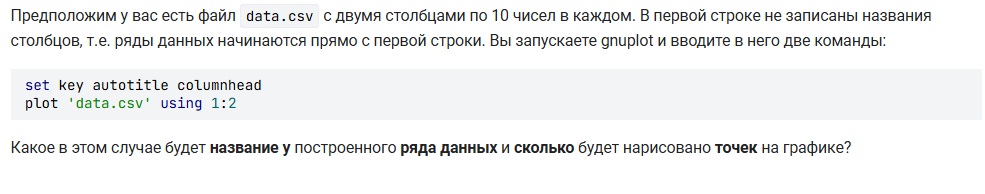 Предположим у вас есть файл data.csv с двумя столбцами по 10 чисел в каждом. В первой строке не записаны названия
столбцов, т.е. ряды данных начинаются прямо с первой строки. Вы запускаете gnuplot и вводите в него две команды:
set key autotitle columnhead
plot 'data.csv' using 1:2
Какое в этом случае будет название у построенного ряда данных и сколько будет нарисовано точек на графике?